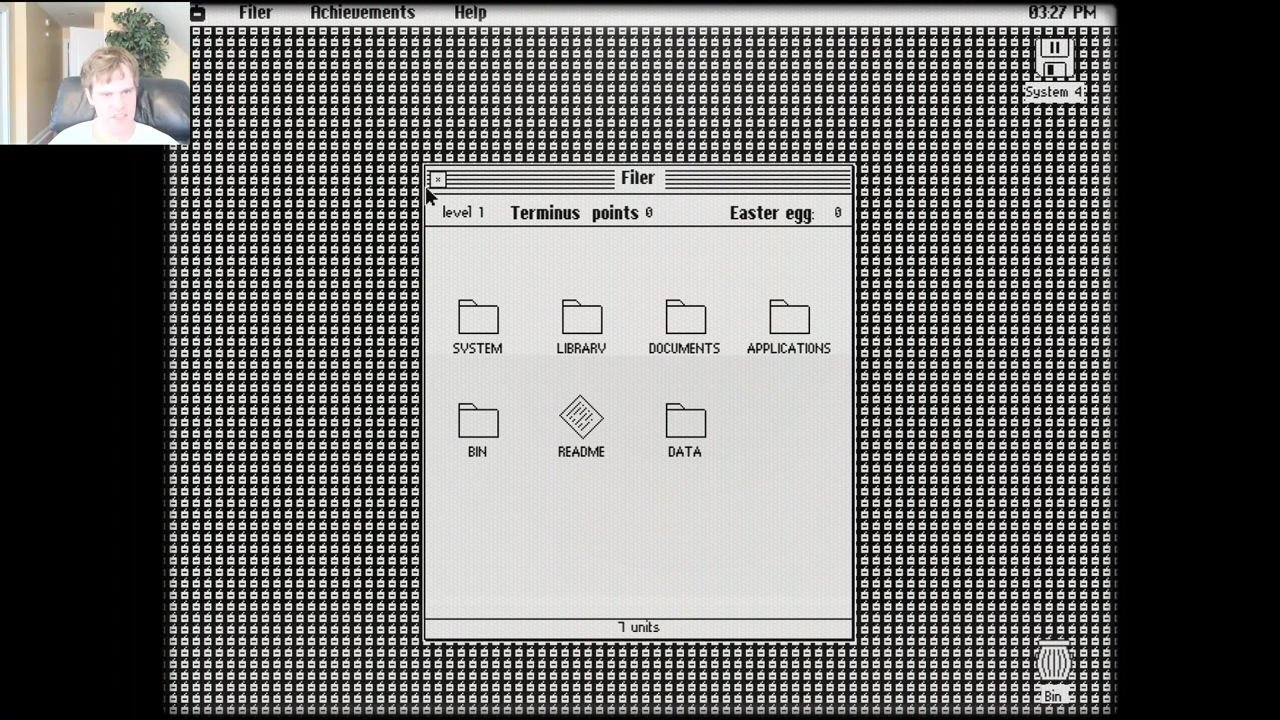 Filer Achievements Help 03:27 PM
System 4
Filer
level 1 Terminus points 0 Easter egg: 0
SYSTEM LIBRARY DOCUMENTS APPLICATIONS
BIN README DATA
7 units
Bin